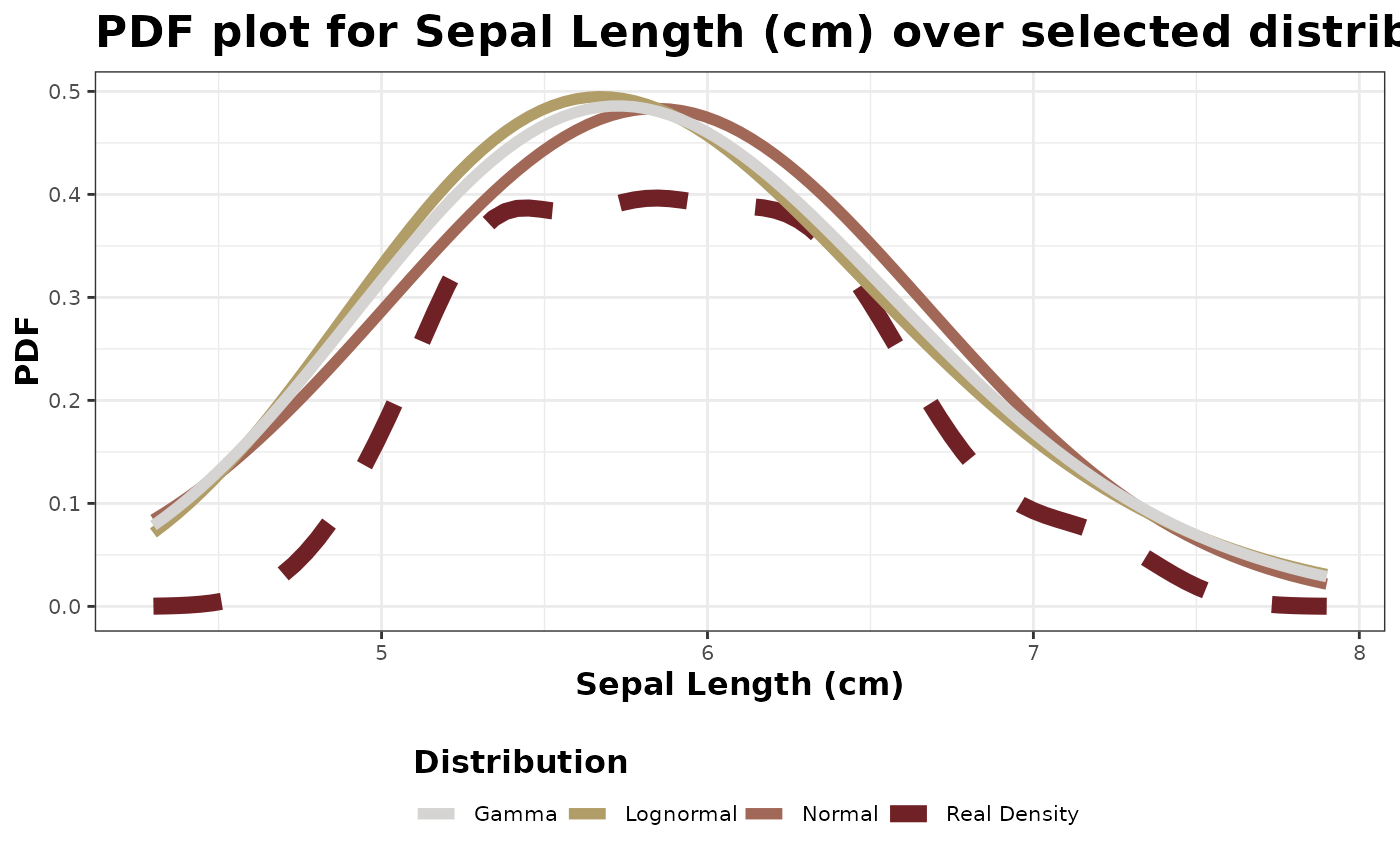 PDF plot for Sepal Length (cm) over selected distrib
0.5
0.4
0.3
0.2
0.1
0.0
PDF
5 6 7 8
Sepal Length (cm)
Distribution
Gamma Lognormal Normal Real Density